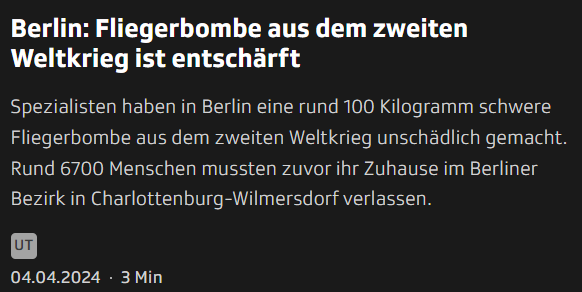 Berlin: Fliegerbombe aus dem zweiten
Weltkrieg ist entschärft
Spezialisten haben in Berlin eine rund 100 Kilogramm schwere
Fliegerbombe aus dem zweiten Weltkrieg unschädlich gemacht.
Rund 6700 Menschen mussten zuvor ihr Zuhause im Berliner
Bezirk in Charlottenburg-Wilmersdorf verlassen.
UT
04.04.2024 · 3 Min